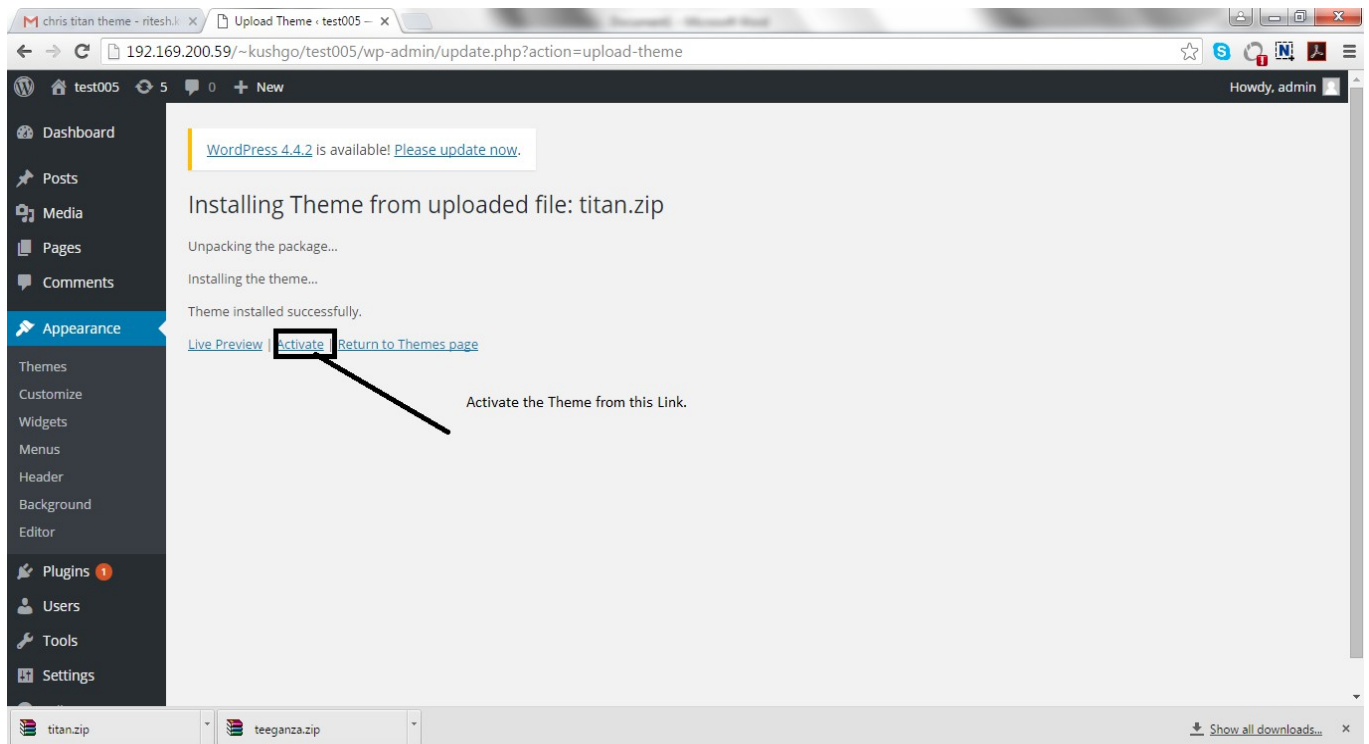 chris titan theme - ritesh.k
Upload Theme ‹ test005 —
192.169.200.59/~kushgo/test005/wp-admin/update.php?action=upload-theme
test005 5 0 + New
Howdy, admin
Dashboard
Posts
Media
Pages
Comments
Appearance
Themes
Customize
Widgets
Menus
Header
Background
Editor
Plugins 1
Users
Tools
Settings
WordPress 4.4.2 is available! Please update now.
Installing Theme from uploaded file: titan.zip
Unpacking the package...
Installing the theme...
Theme installed successfully.
Live Preview | Activate | Return to Themes page
Activate the Theme from this Link.
titan.zip
teeganza.zip
Show all downloads...